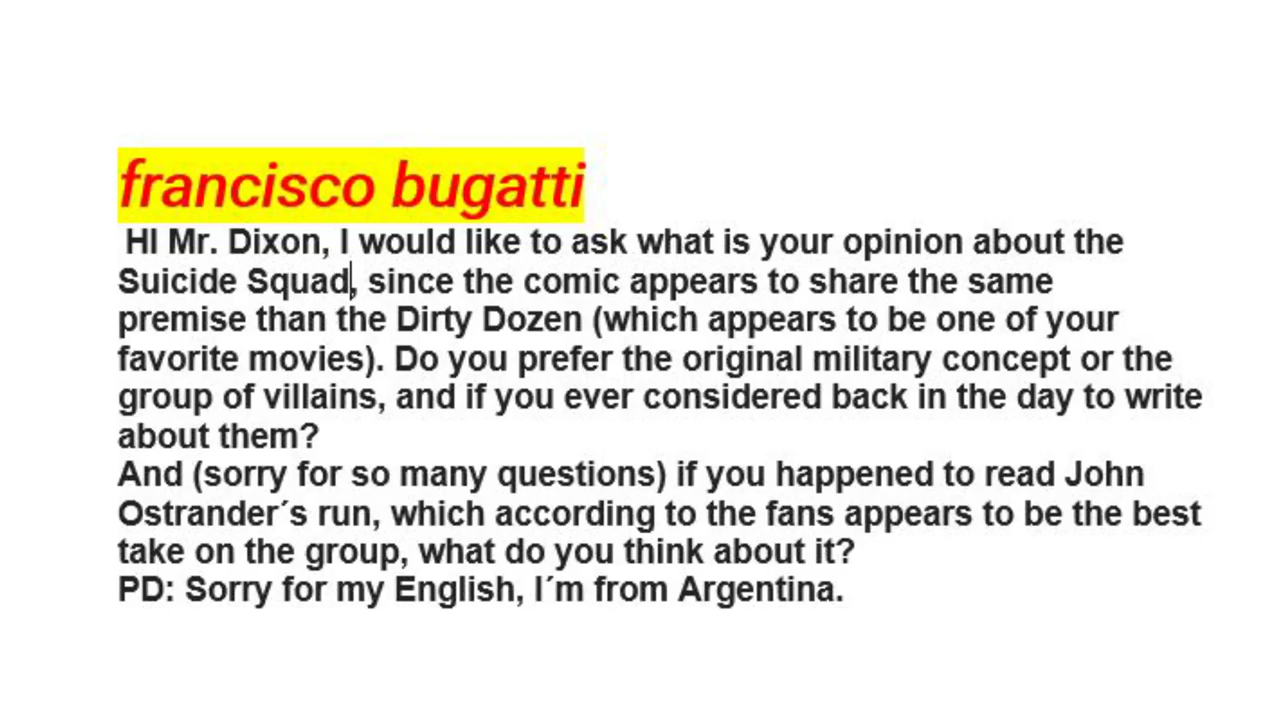 francisco bugatti
HI Mr. Dixon, I would like to ask what is your opinion about the
Suicide Squad, since the comic appears to share the same
premise than the Dirty Dozen (which appears to be one of your
favorite movies). Do you prefer the original military concept or the
group of villains, and if you ever considered back in the day to write
about them?
And (sorry for so many questions) if you happened to read John
Ostrander´s run, which according to the fans appears to be the best
take on the group, what do you think about it?
PD: Sorry for my English, I´m from Argentina.